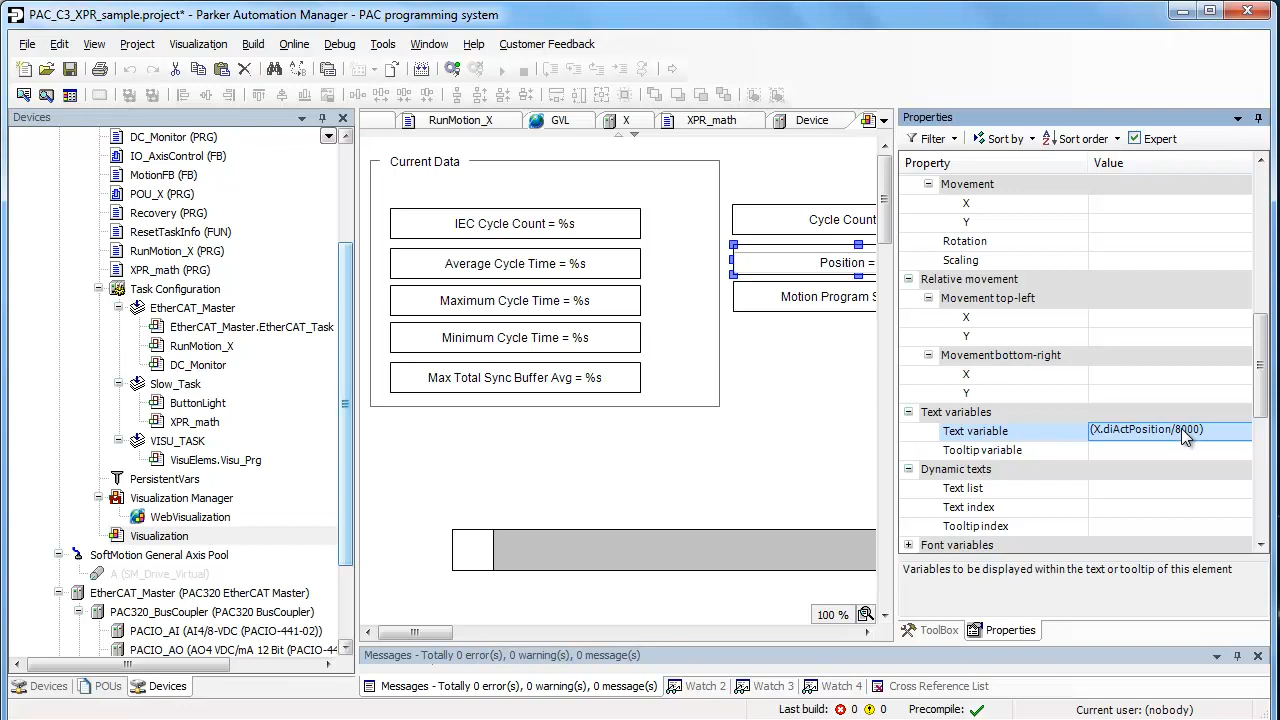 PAC_C3_XPR_sample.project* - Parker Automation Manager - PAC programming system
File Edit View Project Visualization Build Online Debug Tools Window Help Customer Feedback
Devices
DC_Monitor (PRG)
IO_AxisControl (FB)
MotionFB (FB)
POU_X (PRG)
Recovery (PRG)
ResetTaskInfo (FUN)
RunMotion_X (PRG)
XPR_math (PRG)
Task Configuration
EtherCAT_Master
EtherCAT_Master.EtherCAT_Task
RunMotion_X
DC_Monitor
Slow_Task
ButtonLight
XPR_math
VISU_TASK
VisuElems.Visu_Prg
PersistentVars
Visualization Manager
WebVisualization
Visualization
SoftMotion General Axis Pool
A (SM_Drive_Virtual)
EtherCAT_Master (PAC320 EtherCAT Master)
PAC320_BusCoupler (PAC320 BusCoupler)
PACIO_AI (AI4/8-VDC (PACIO-441-02))
PACIO_AO (AO4 VDC/mA 12 Bit (PACIO-44
Devices POUs Devices
RunMotion_X GVL X XPR_math Device
Current Data
IEC Cycle Count = %s
Average Cycle Time = %s
Maximum Cycle Time = %s
Minimum Cycle Time = %s
Max Total Sync Buffer Avg = %s
Cycle Count
Position =
Motion Program S
100 %
Properties
Filter Sort by Sort order Expert
Property Value
Movement
X
Y
Rotation
Scaling
Relative movement
Movement top-left
X
Y
Movement bottom-right
X
Y
Text variables
Text variable (X.diActPosition/8000)
Tooltip variable
Dynamic texts
Text list
Text index
Tooltip index
Font variables
Variables to be displayed within the text or tooltip of this element
ToolBox Properties
Messages - Totally 0 error(s), 0 warning(s), 0 message(s)
Messages - Totally 0 error(s), 0 warning(s), 0 message(s) Watch 2 Watch 3 Watch 4 Cross Reference List
Last build: 0 0 Precompile: Current user: (nobody)